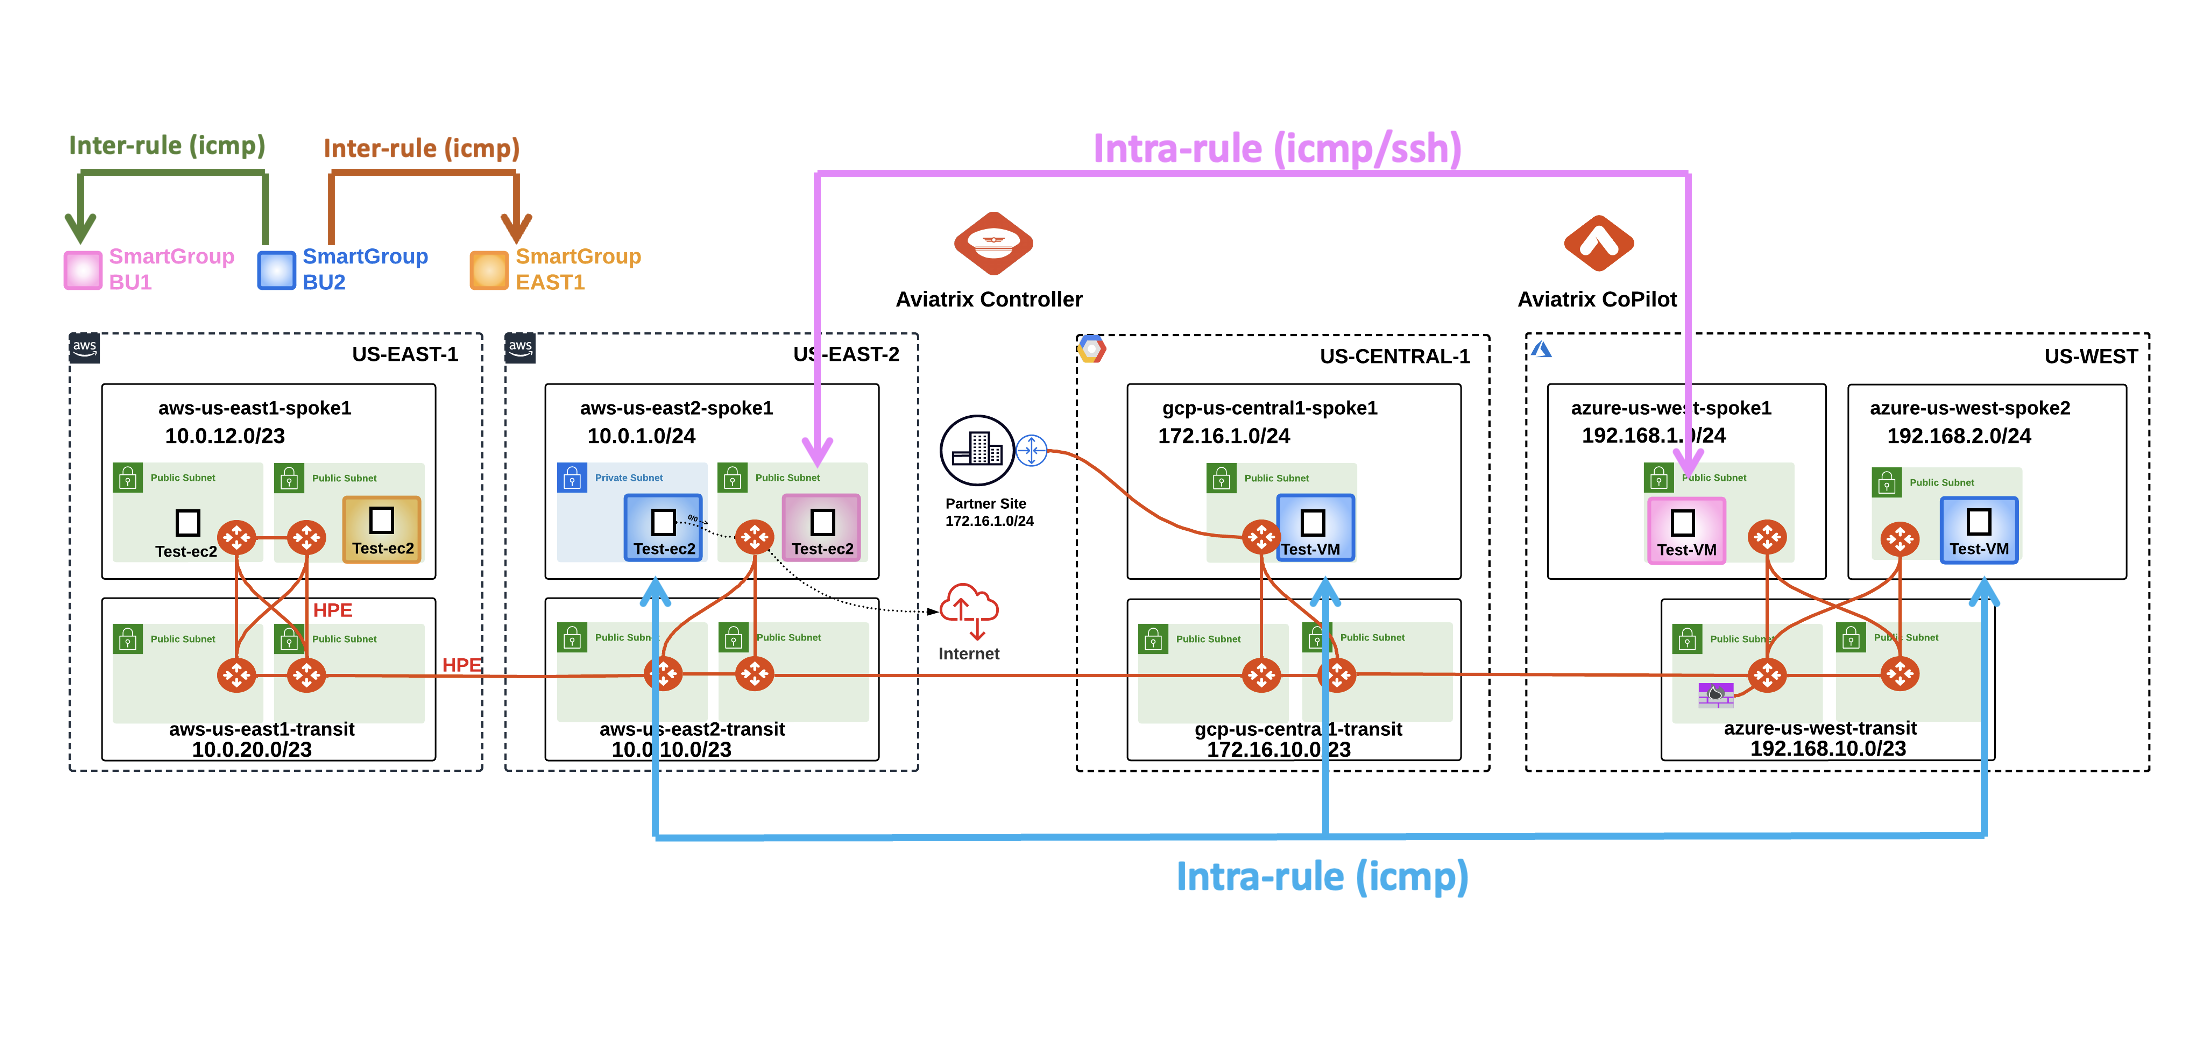 Inter-rule (icmp)
Inter-rule (icmp)
Intra-rule (icmp/ssh)
SmartGroup
BU1
SmartGroup
BU2
SmartGroup
EAST1
Aviatrix Controller
Aviatrix CoPilot
aws
US-EAST-1
aws-us-east1-spoke1
10.0.12.0/23
Public Subnet
Public Subnet
Test-ec2
Test-ec2
HPE
Public Subnet
Public Subnet
aws-us-east1-transit
10.0.20.0/23
HPE
aws
US-EAST-2
aws-us-east2-spoke1
10.0.1.0/24
Private Subnet
Public Subnet
0/0
Test-ec2
Test-ec2
Public Subnet
Public Subnet
aws-us-east2-transit
10.0.10.0/23
Partner Site
172.16.1.0/24
Internet
US-CENTRAL-1
gcp-us-central1-spoke1
172.16.1.0/24
Public Subnet
Test-VM
Public Subnet
Public Subnet
gcp-us-central1-transit
172.16.10.0/23
US-WEST
azure-us-west-spoke1
192.168.1.0/24
Public Subnet
Test-VM
azure-us-west-spoke2
192.168.2.0/24
Public Subnet
Test-VM
Public Subnet
Public Subnet
azure-us-west-transit
192.168.10.0/23
Intra-rule (icmp)